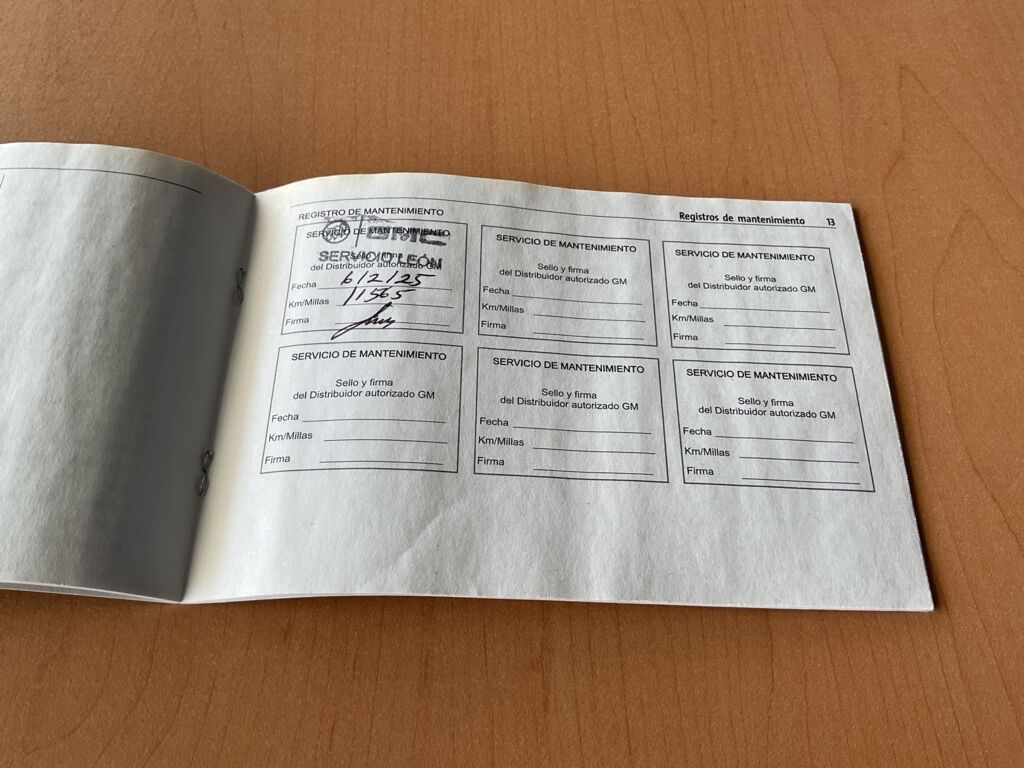 Registros de mantenimiento 13
REGISTRO DE MANTENIMIENTO
SERVICIO DE MANTENIMIENTO
GMC
SERVICIO LEÓN
Sello y firma
del Distribuidor autorizado GM
Fecha 6/2/25
Km/Millas 11565
Firma
SERVICIO DE MANTENIMIENTO
Sello y firma
del Distribuidor autorizado GM
Fecha
Km/Millas
Firma
SERVICIO DE MANTENIMIENTO
Sello y firma
del Distribuidor autorizado GM
Fecha
Km/Millas
Firma
SERVICIO DE MANTENIMIENTO
Sello y firma
del Distribuidor autorizado GM
Fecha
Km/Millas
Firma
SERVICIO DE MANTENIMIENTO
Sello y firma
del Distribuidor autorizado GM
Fecha
Km/Millas
Firma
SERVICIO DE MANTENIMIENTO
Sello y firma
del Distribuidor autorizado GM
Fecha
Km/Millas
Firma